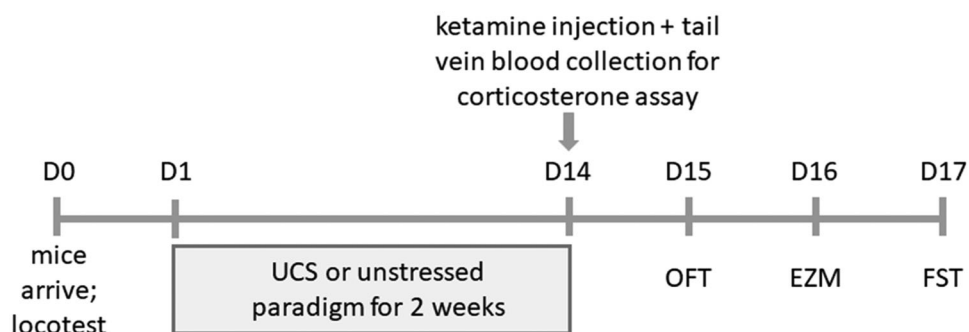 ketamine injection + tail
vein blood collection for
corticosterone assay
D0 D1 D14 D15 D16 D17
mice
arrive;
locotest
UCS or unstressed
paradigm for 2 weeks
OFT EZM FST